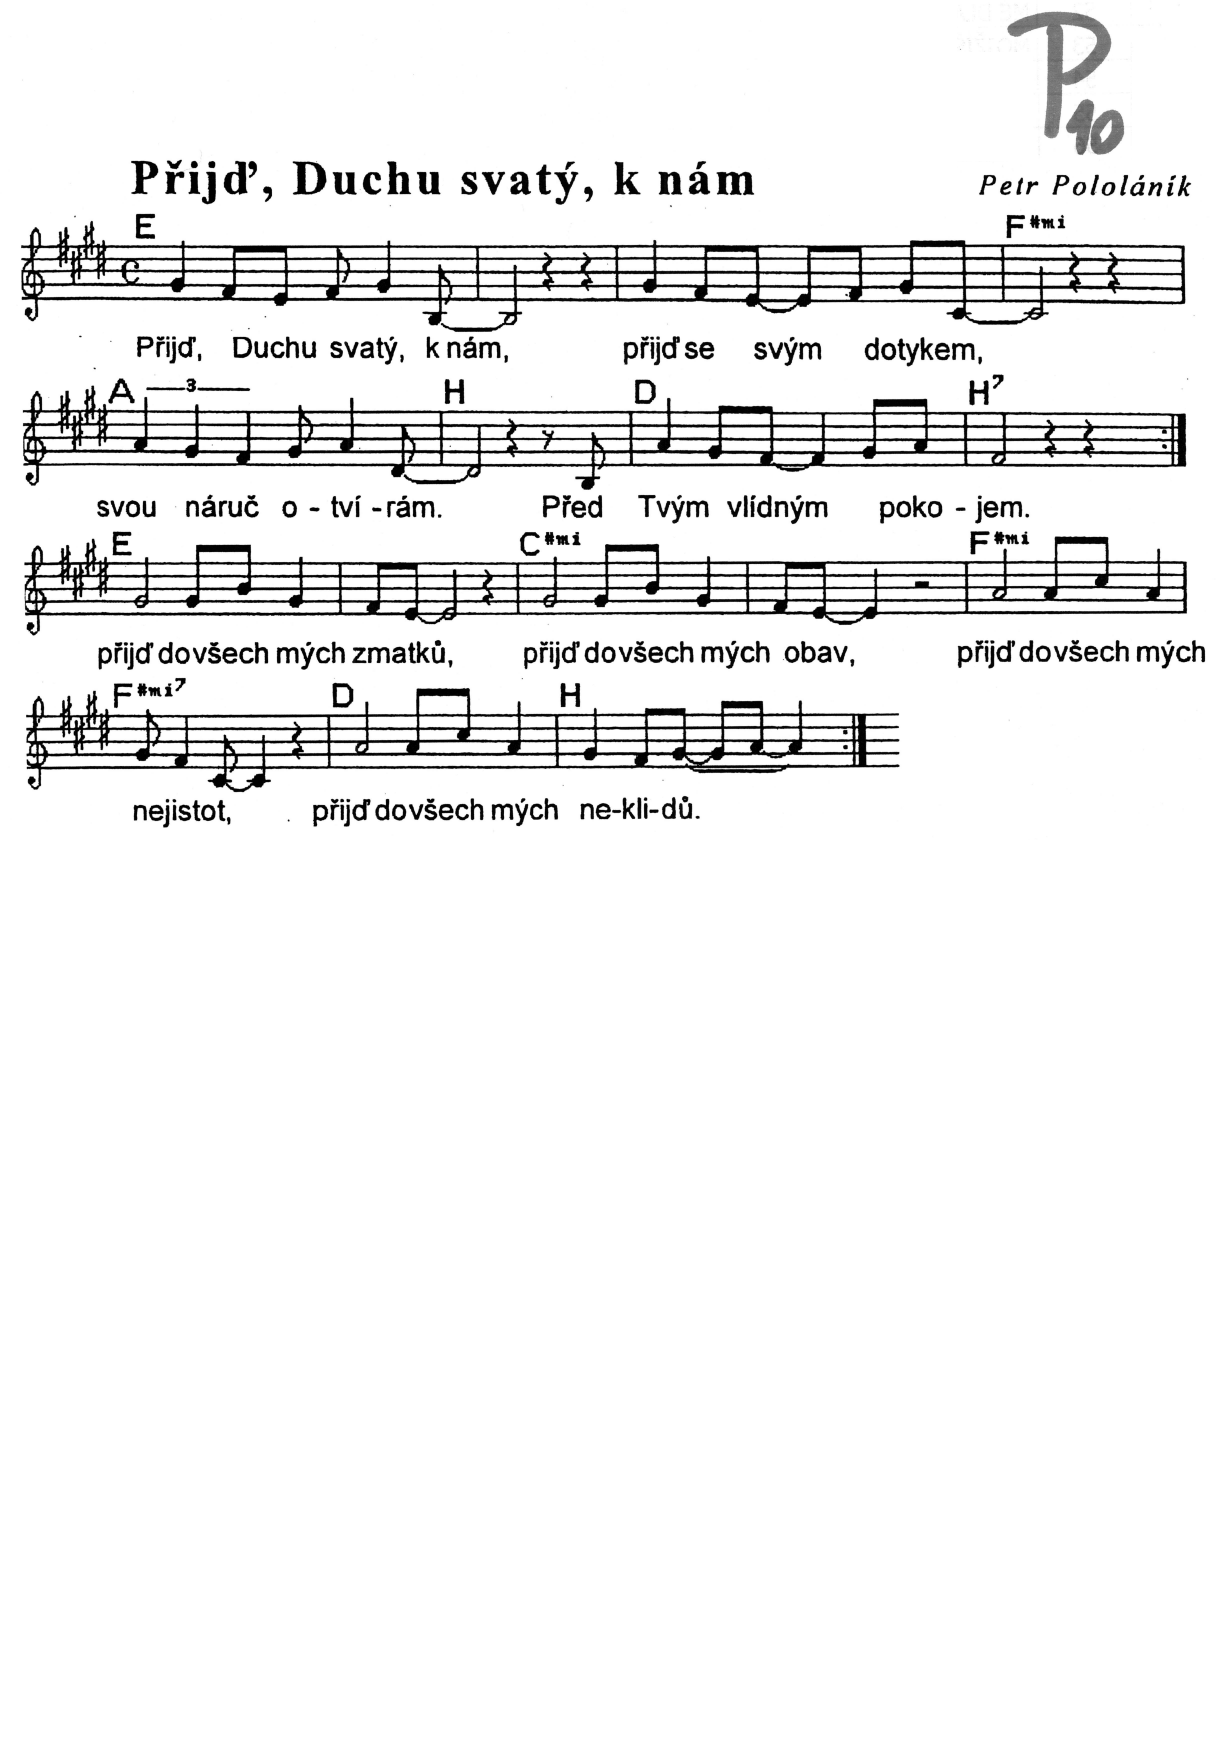 P10
Přijď, Duchu svatý, k nám
Petr Pololáník
E F#mi
Přijď, Duchu svatý, k nám, přijď se svým dotykem,
A 3 H D H7
svou náruč o - tví - rám. Před Tvým vlídným poko - jem.
E C#mi F#mi
přijď do všech mých zmatků, přijď do všech mých obav, přijď do všech mých
F#mi7 D H
nejistot, přijď do všech mých ne-kli-dů.